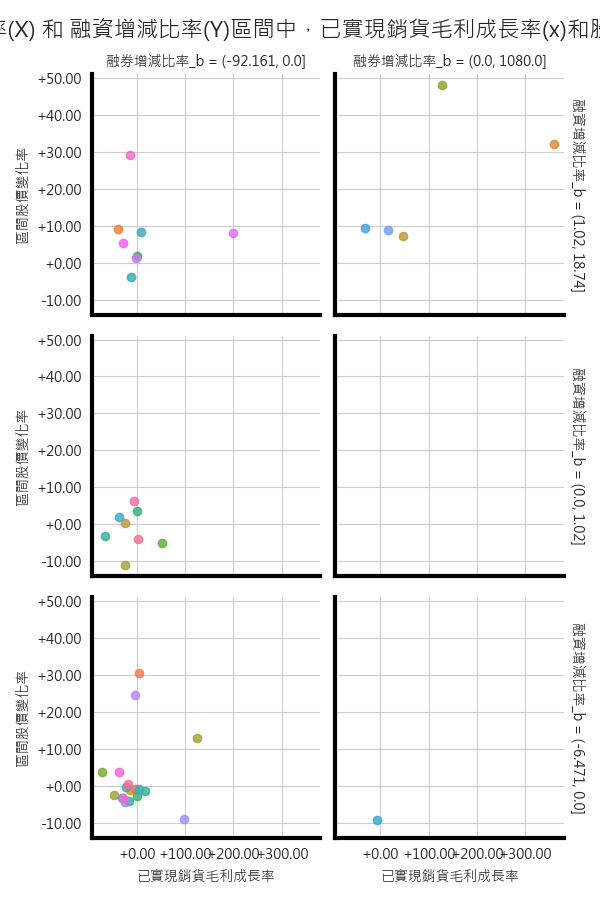 率(X) 和 融資增減比率(Y)區間中，已實現銷貨毛利成長率(x)和股
融券增減比率_b = (-92.161, 0.0]
融券增減比率_b = (0.0, 1080.0]
+50.00
+40.00
+30.00
+20.00
+10.00
+0.00
-10.00
區間股價變化率
融資增減比率_b = (1.02, 18.74]
+50.00
+40.00
+30.00
+20.00
+10.00
+0.00
-10.00
區間股價變化率
融資增減比率_b = (0.0, 1.02]
+50.00
+40.00
+30.00
+20.00
+10.00
+0.00
-10.00
區間股價變化率
融資增減比率_b = (-6.471, 0.0]
+0.00 +100.00 +200.00 +300.00
+0.00 +100.00 +200.00 +300.00
已實現銷貨毛利成長率
已實現銷貨毛利成長率